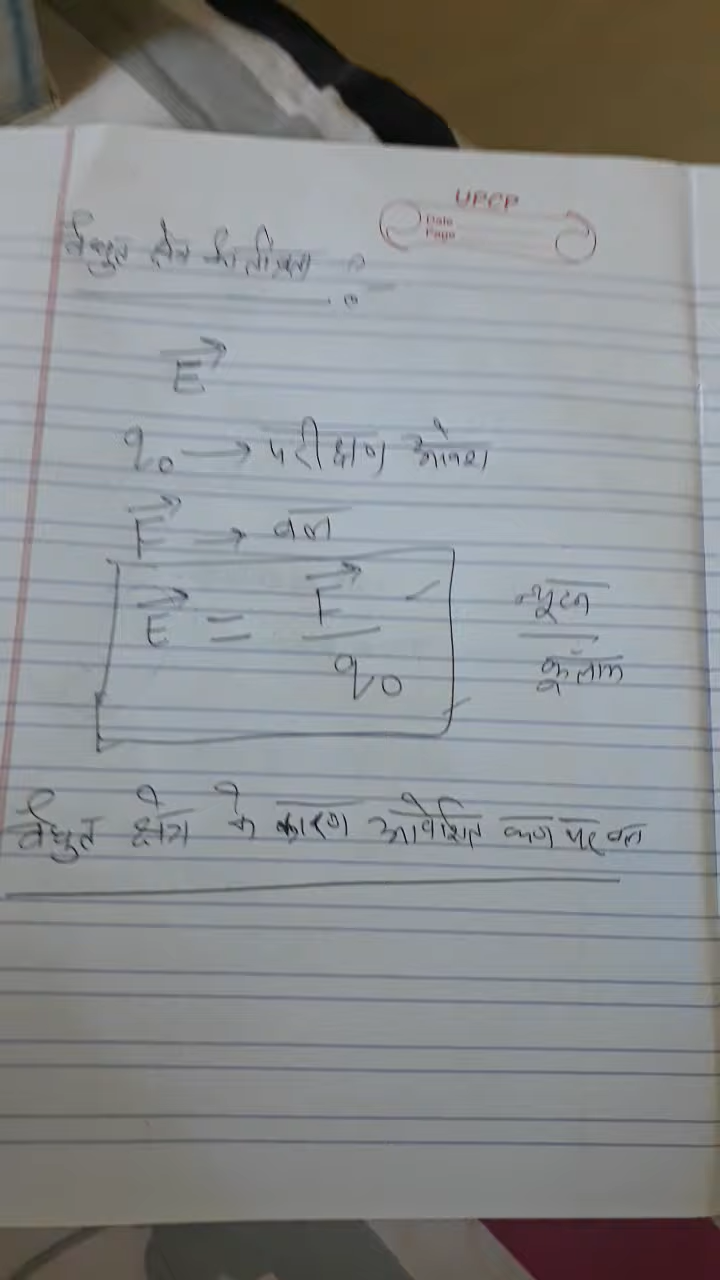 UPCP
Date
Page
विधुत क्षेत्र की तीव्रता :-
E→
q₀ → परीक्षण आवेश
F→ → बल
E→ = F→ / q₀ न्यूटन / कूलाम
विधुत क्षेत्र के कारण आवेशित कण पर बल